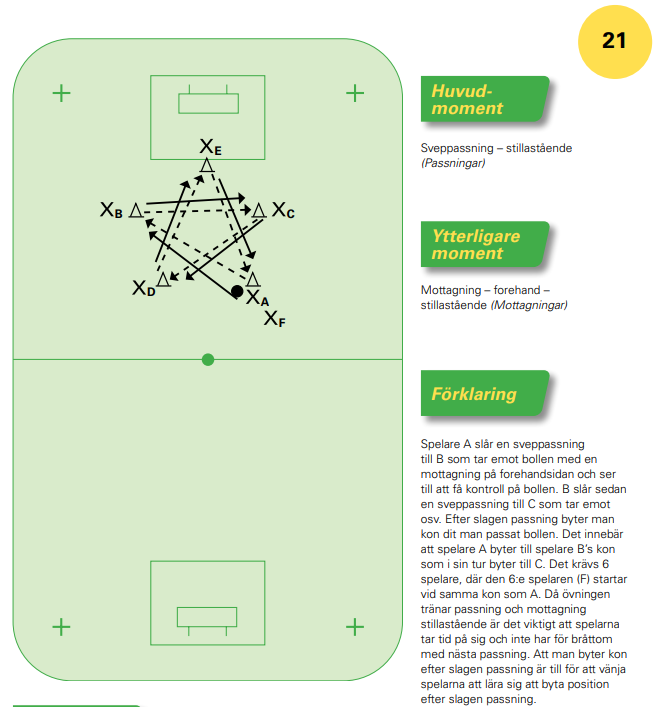 21
X E
X B
X C
X D
X A
X F
Huvud-
moment
Sveppassning – stillastående
(Passningar)
Ytterligare
moment
Mottagning – forehand –
stillastående (Mottagningar)
Förklaring
Spelare A slår en sveppassning
till B som tar emot bollen med en
mottagning på forehandsidan och ser
till att få kontroll på bollen. B slår sedan
en sveppassning till C som tar emot
osv. Efter slagen passning byter man
kon dit man passat bollen. Det innebär
att spelare A byter till spelare B's kon
som i sin tur byter till C. Det krävs 6
spelare, där den 6:e spelaren (F) startar
vid samma kon som A. Då övningen
tränar passning och mottagning
stillastående är det viktigt att spelarna
tar tid på sig och inte har för bråttom
med nästa passning. Att man byter kon
efter slagen passning är till för att vänja
spelarna att lära sig att byta position
efter slagen passning.